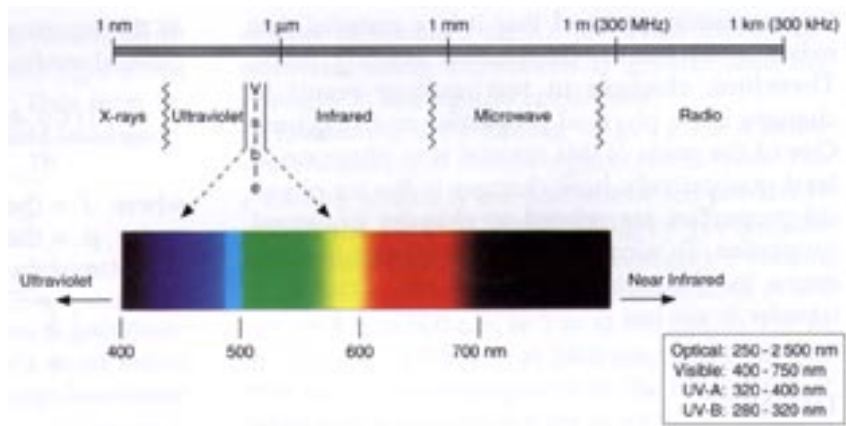 1 nm 1 µm 1 mm 1 m (300 MHz) 1 km (300 kHz)
X-rays Ultraviolet Visible Infrared Microwave Radio
Ultraviolet Near Infrared
400 500 600 700 nm
Optical: 250 - 2 500 nm
Visible: 400 - 750 nm
UV-A: 320 - 400 nm
UV-B: 280 - 320 nm